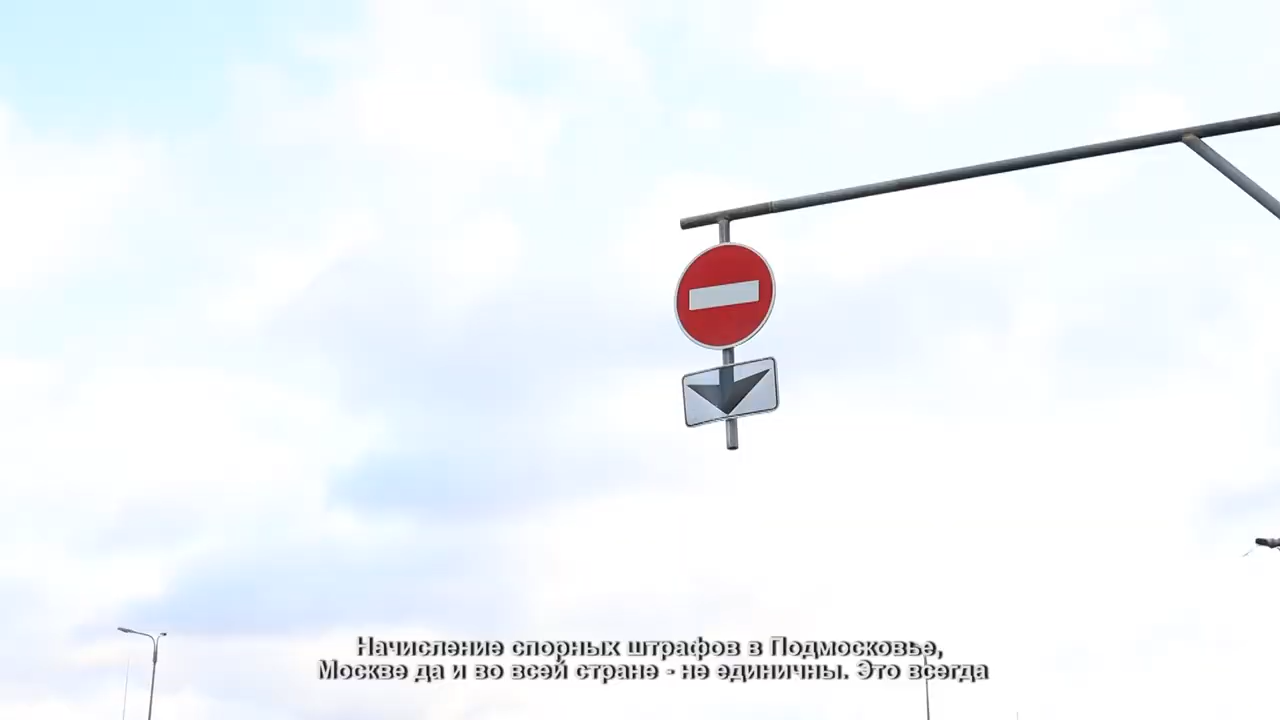 Начисление спорных штрафов в Подмосковье,
Москве да и во всей стране - не единичны. Это всегда